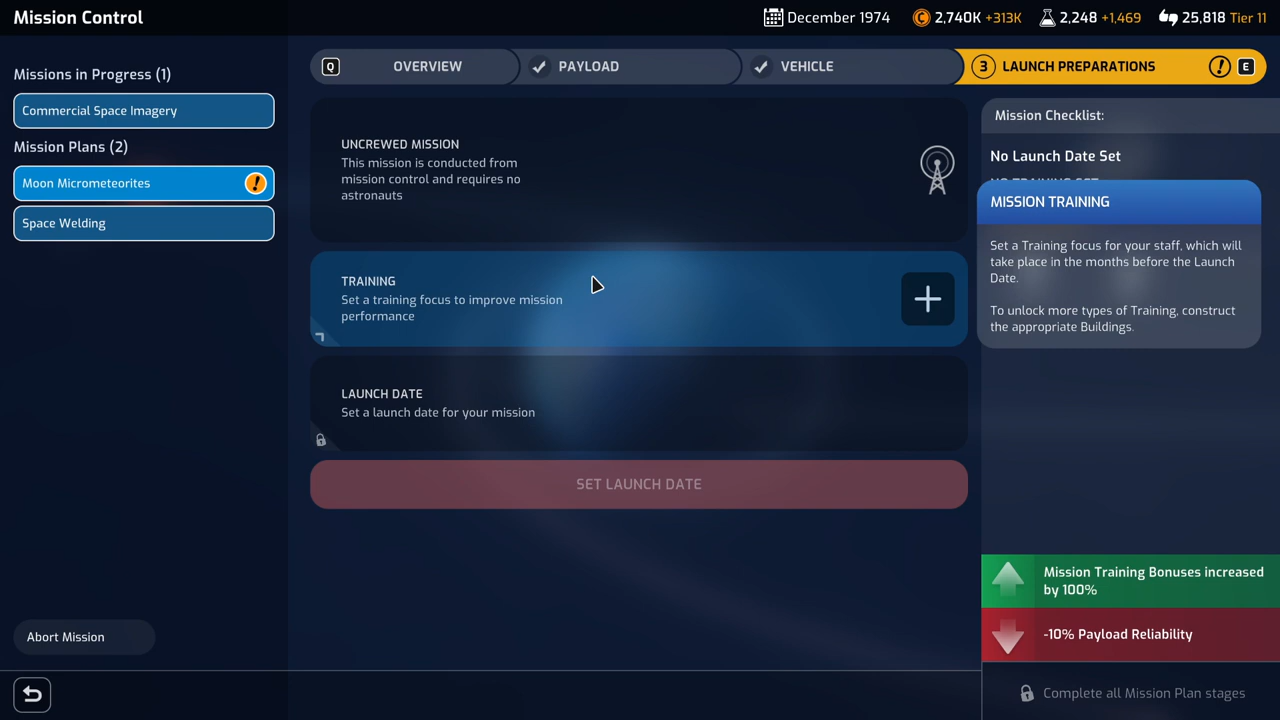 Mission Control
December 1974
2,740K +313K
2,248 +1,469
25,818 Tier 11
Missions in Progress (1)
Commercial Space Imagery
Mission Plans (2)
Moon Micrometeorites
Space Welding
Abort Mission
Q
OVERVIEW
PAYLOAD
VEHICLE
3 LAUNCH PREPARATIONS
E
UNCREWED MISSION
This mission is conducted from
mission control and requires no
astronauts
TRAINING
Set a training focus to improve mission
performance
LAUNCH DATE
Set a launch date for your mission
SET LAUNCH DATE
Mission Checklist:
No Launch Date Set
MISSION TRAINING
Set a Training focus for your staff, which will
take place in the months before the Launch
Date.
To unlock more types of Training, construct
the appropriate Buildings.
Mission Training Bonuses increased
by 100%
-10% Payload Reliability
Complete all Mission Plan stages